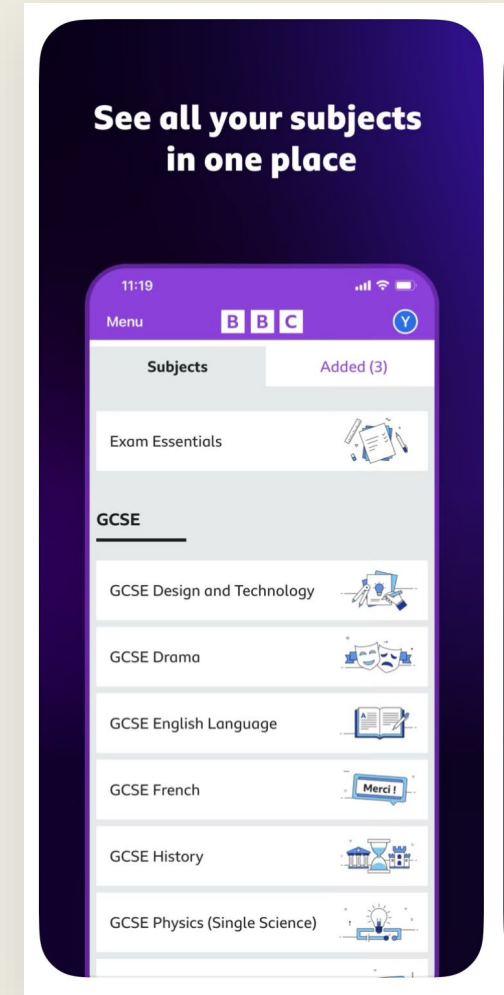 See all your subjects
in one place
11:19
Menu
BBC
Y
Subjects
Added (3)
Exam Essentials
GCSE
GCSE Design and Technology
GCSE Drama
GCSE English Language
A
GCSE French
Merci !
GCSE History
GCSE Physics (Single Science)